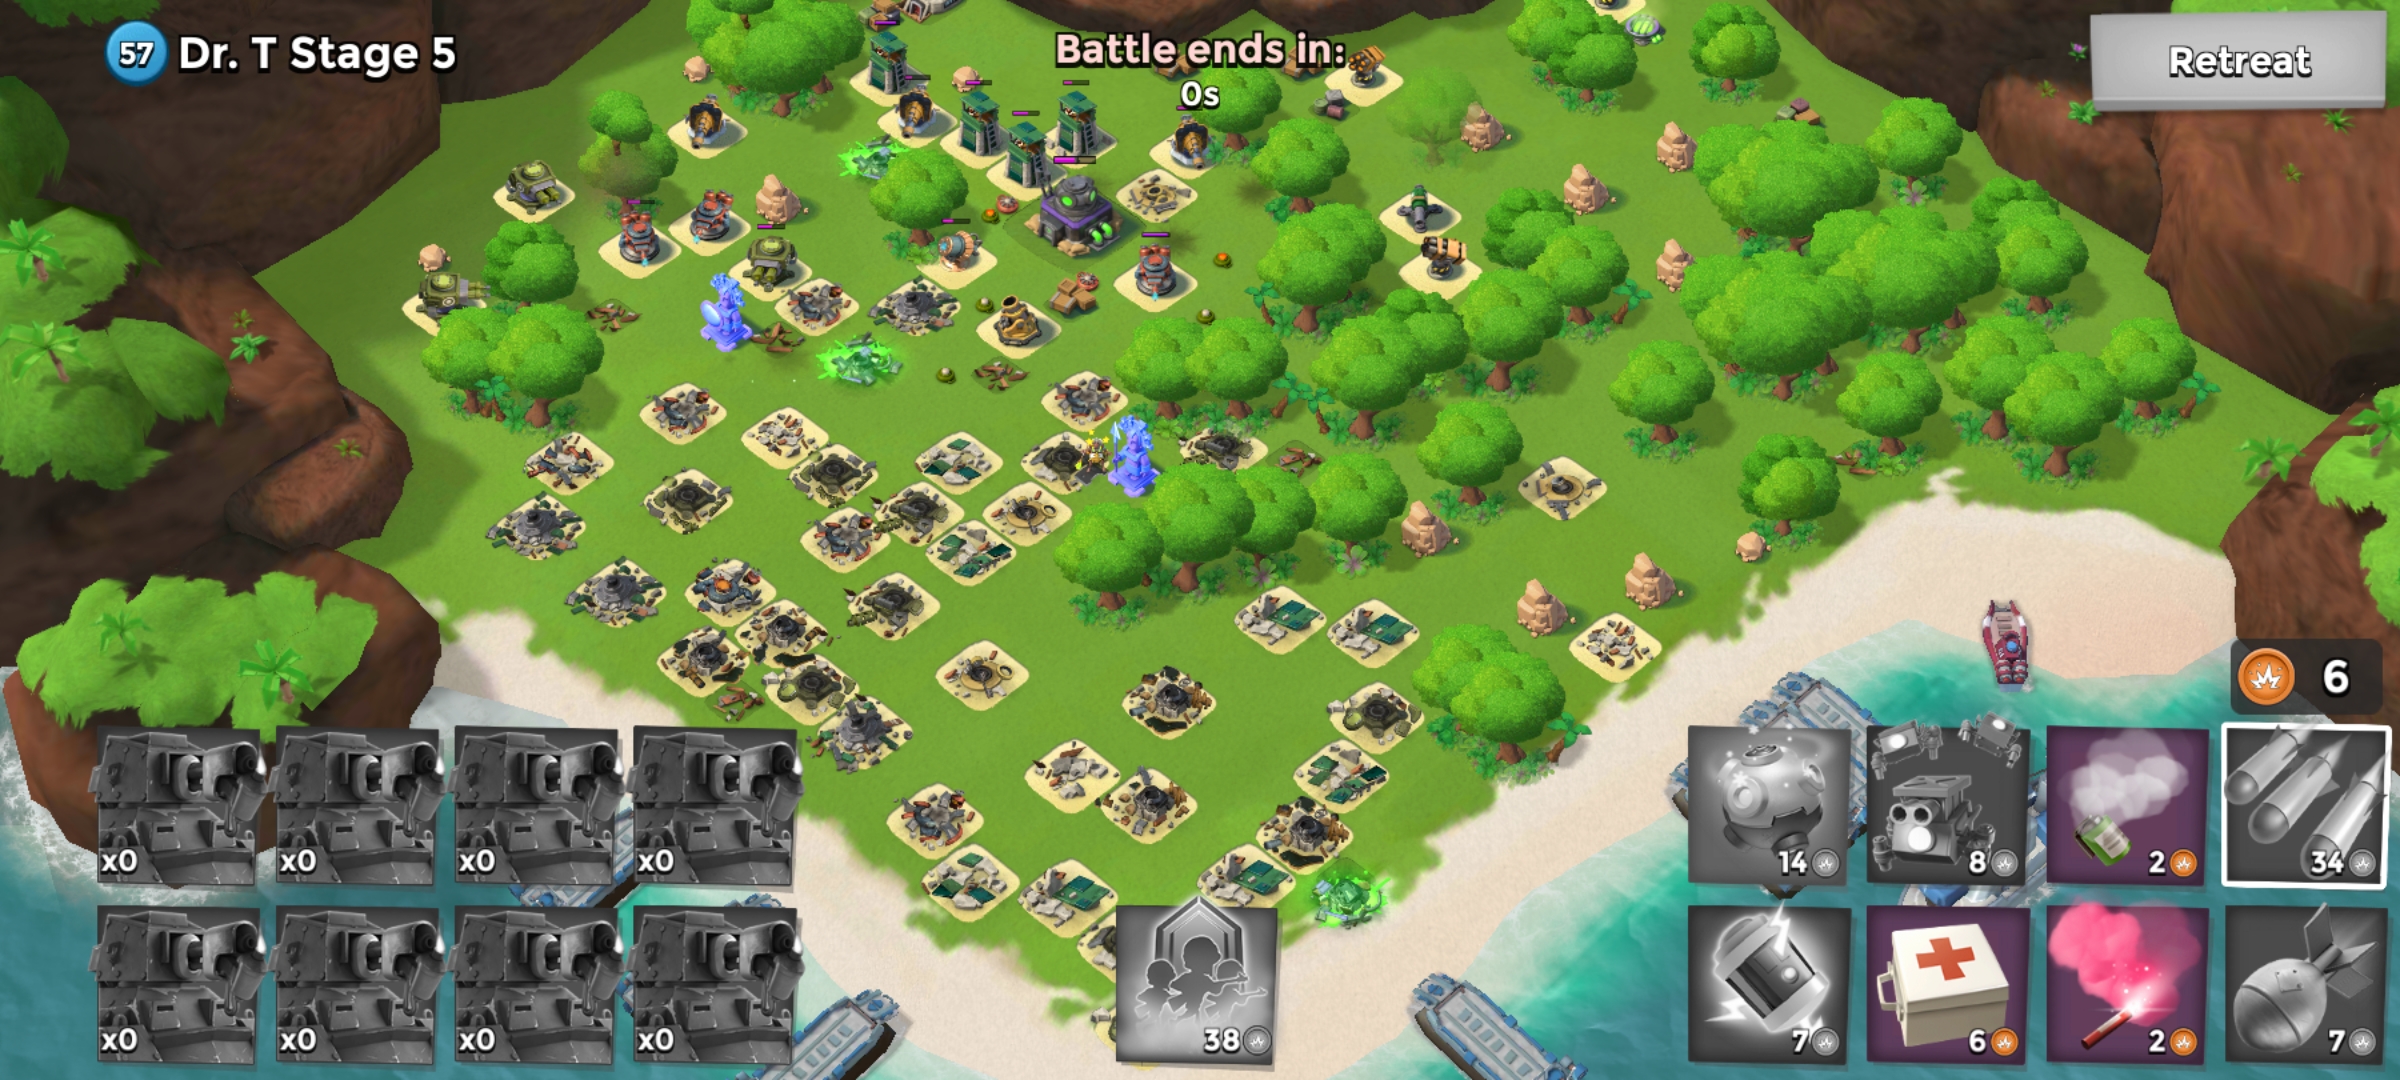 57 Dr. T Stage 5
Battle ends in:
0s
Retreat
6
x0 x0 x0 x0
14 8 2 34
x0 x0 x0 x0
38
7 6 2 7